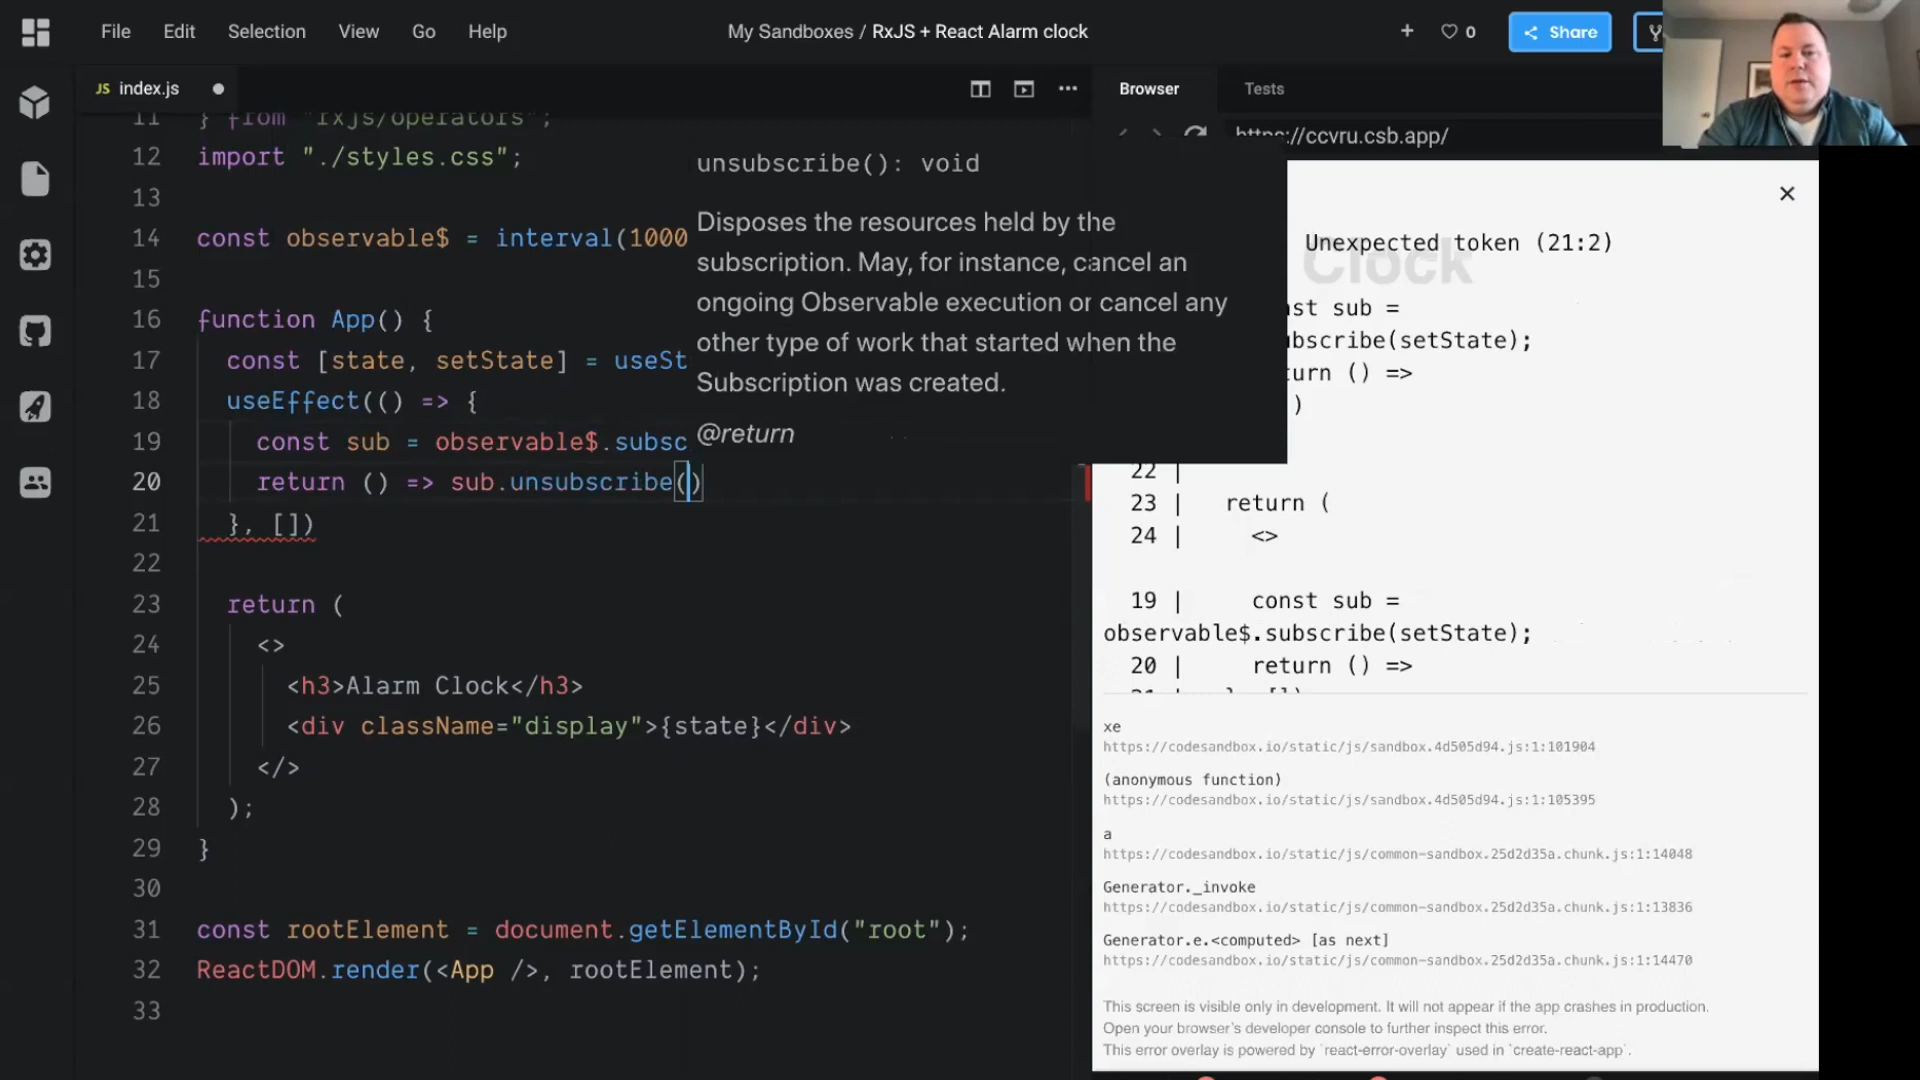 File Edit Selection View Go Help
My Sandboxes / RxJS + React Alarm clock
+ 0 Share
JS index.js
Browser Tests
https://ccvru.csb.app/
11 } from "rxjs/operators";
12 import "./styles.css";
13
14 const observable$ = interval(1000
15
16 function App() {
17 const [state, setState] = useSt
18 useEffect(() => {
19 const sub = observable$.subsc
20 return () => sub.unsubscribe()
21 }, [])
22
23 return (
24 <>
25 <h3>Alarm Clock</h3>
26 <div className="display">{state}</div>
27 </>
28 );
29 }
30
31 const rootElement = document.getElementById("root");
32 ReactDOM.render(<App />, rootElement);
33
unsubscribe(): void
Disposes the resources held by the
subscription. May, for instance, cancel an
ongoing Observable execution or cancel any
other type of work that started when the
Subscription was created.
@return
Clock
Unexpected token (21:2)
nst sub =
ubscribe(setState);
turn () =>
)
22 |
23 | return (
24 | <>
19 | const sub =
observable$.subscribe(setState);
20 | return () =>
21 | }, [])
xe
https://codesandbox.io/static/js/sandbox.4d505d94.js:1:101904
(anonymous function)
https://codesandbox.io/static/js/sandbox.4d505d94.js:1:105395
a
https://codesandbox.io/static/js/common-sandbox.25d2d35a.chunk.js:1:14048
Generator._invoke
https://codesandbox.io/static/js/common-sandbox.25d2d35a.chunk.js:1:13836
Generator.e.<computed> [as next]
https://codesandbox.io/static/js/common-sandbox.25d2d35a.chunk.js:1:14470
This screen is visible only in development. It will not appear if the app crashes in production.
Open your browser's developer console to further inspect this error.
This error overlay is powered by `react-error-overlay` used in `create-react-app`.